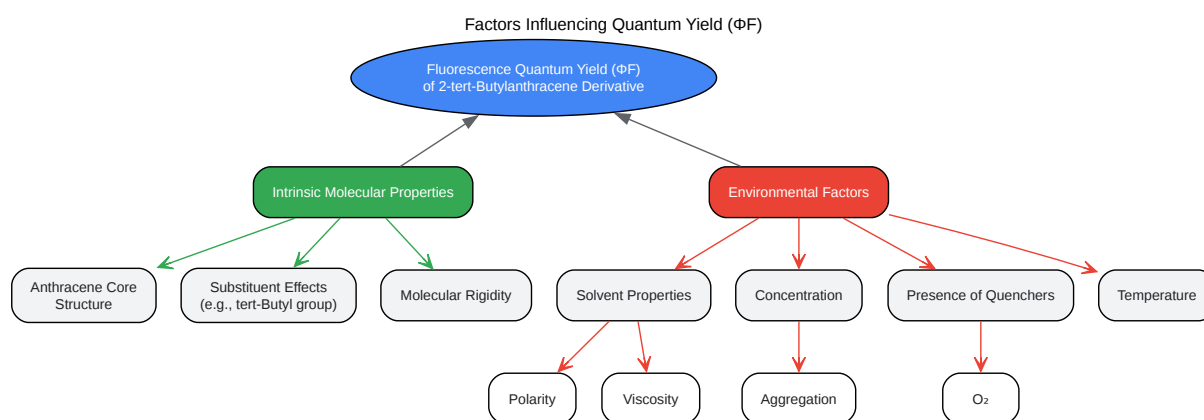 Factors Influencing Quantum Yield (ΦF)
Fluorescence Quantum Yield (ΦF)
of 2-tert-Butylanthracene Derivative
Intrinsic Molecular Properties
Environmental Factors
Anthracene Core
Structure
Substituent Effects
(e.g., tert-Butyl group)
Molecular Rigidity
Solvent Properties
Concentration
Presence of Quenchers
Temperature
Polarity
Viscosity
Aggregation
O₂